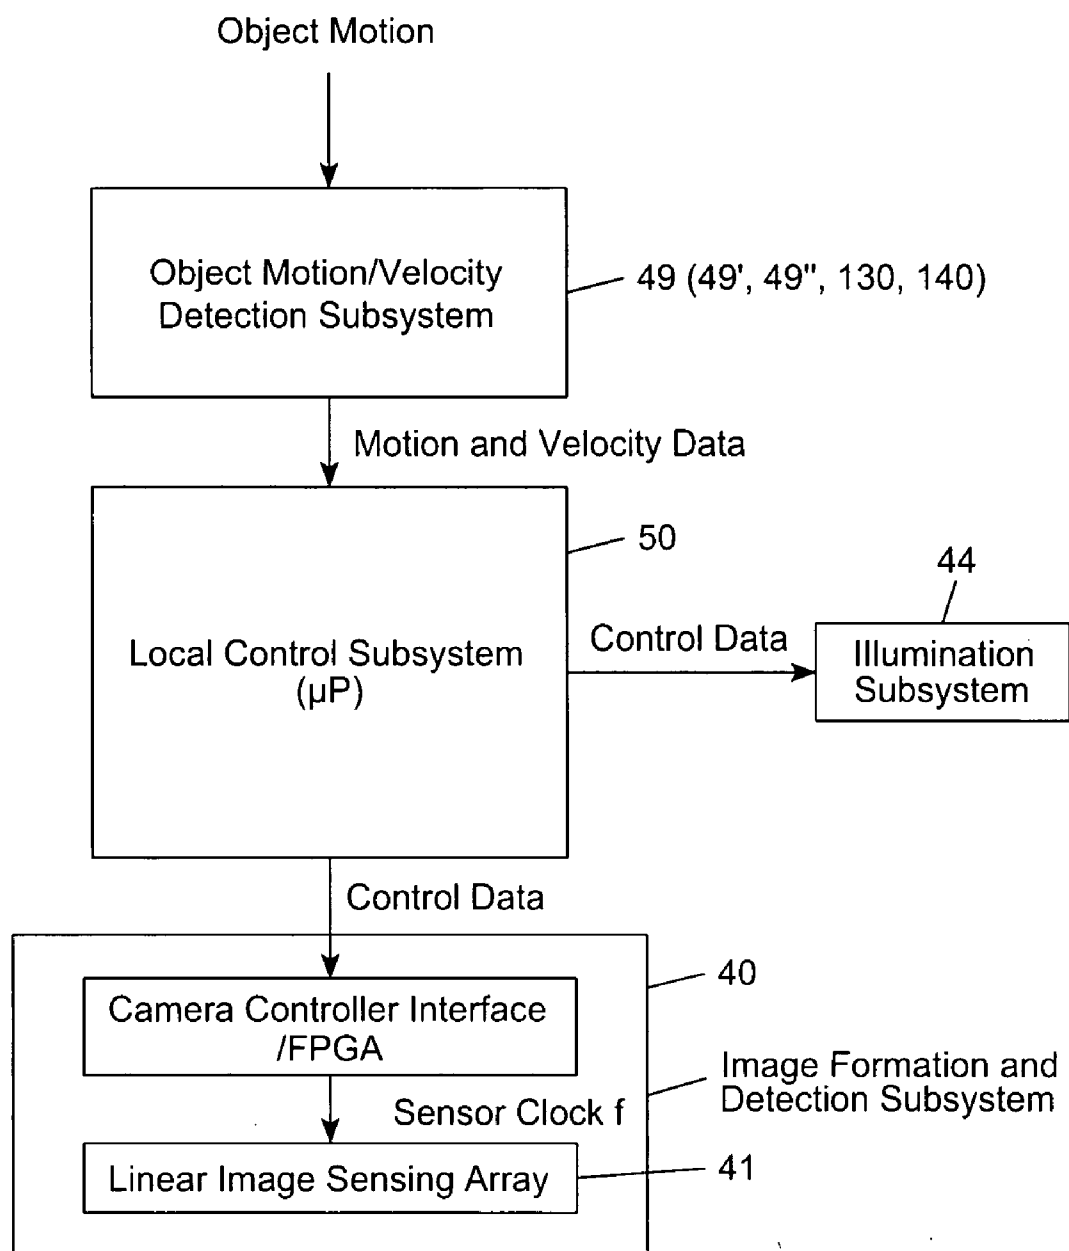 Object Motion
Object Motion/Velocity
Detection Subsystem
49 (49', 49", 130, 140)
Motion and Velocity Data
50
44
Local Control Subsystem
(µP)
Control Data
Illumination
Subsystem
Control Data
40
Camera Controller Interface
/FPGA
Image Formation and
Detection Subsystem
Sensor Clock f
Linear Image Sensing Array
41